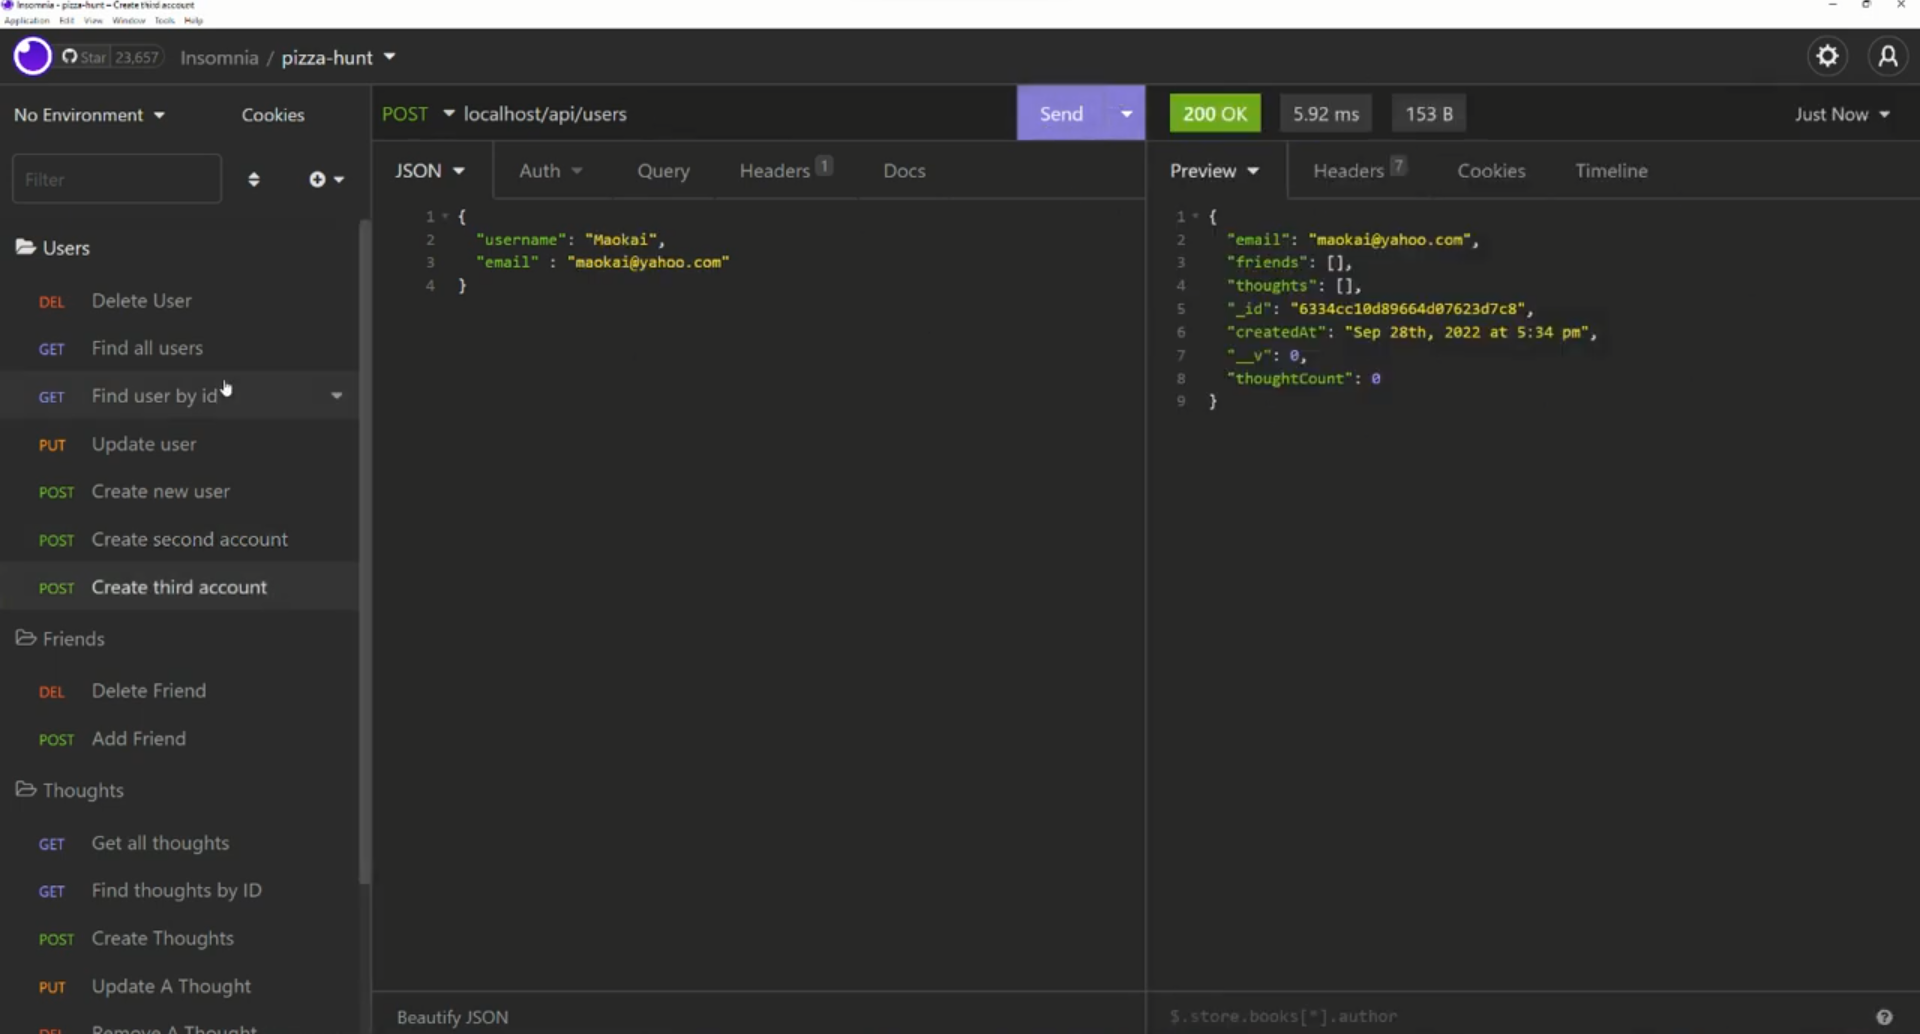 Insomnia - pizza-hunt – Create third account
Application Edit View Window Tools Help
Star 23,657
Insomnia / pizza-hunt
No Environment
Cookies
Filter
Users
DEL Delete User
GET Find all users
GET Find user by id
PUT Update user
POST Create new user
POST Create second account
POST Create third account
Friends
DEL Delete Friend
POST Add Friend
Thoughts
GET Get all thoughts
GET Find thoughts by ID
POST Create Thoughts
PUT Update A Thought
DEL Remove A Thought
POST localhost/api/users
Send
JSON Auth Query Headers 1 Docs
1 {
2 "username": "Maokai",
3 "email" : "maokai@yahoo.com"
4 }
Beautify JSON
200 OK 5.92 ms 153 B Just Now
Preview Headers 7 Cookies Timeline
1 {
2 "email": "maokai@yahoo.com",
3 "friends": [],
4 "thoughts": [],
5 "_id": "6334cc10d89664d07623d7c8",
6 "createdAt": "Sep 28th, 2022 at 5:34 pm",
7 "__v": 0,
8 "thoughtCount": 0
9 }
$.store.books[*].author